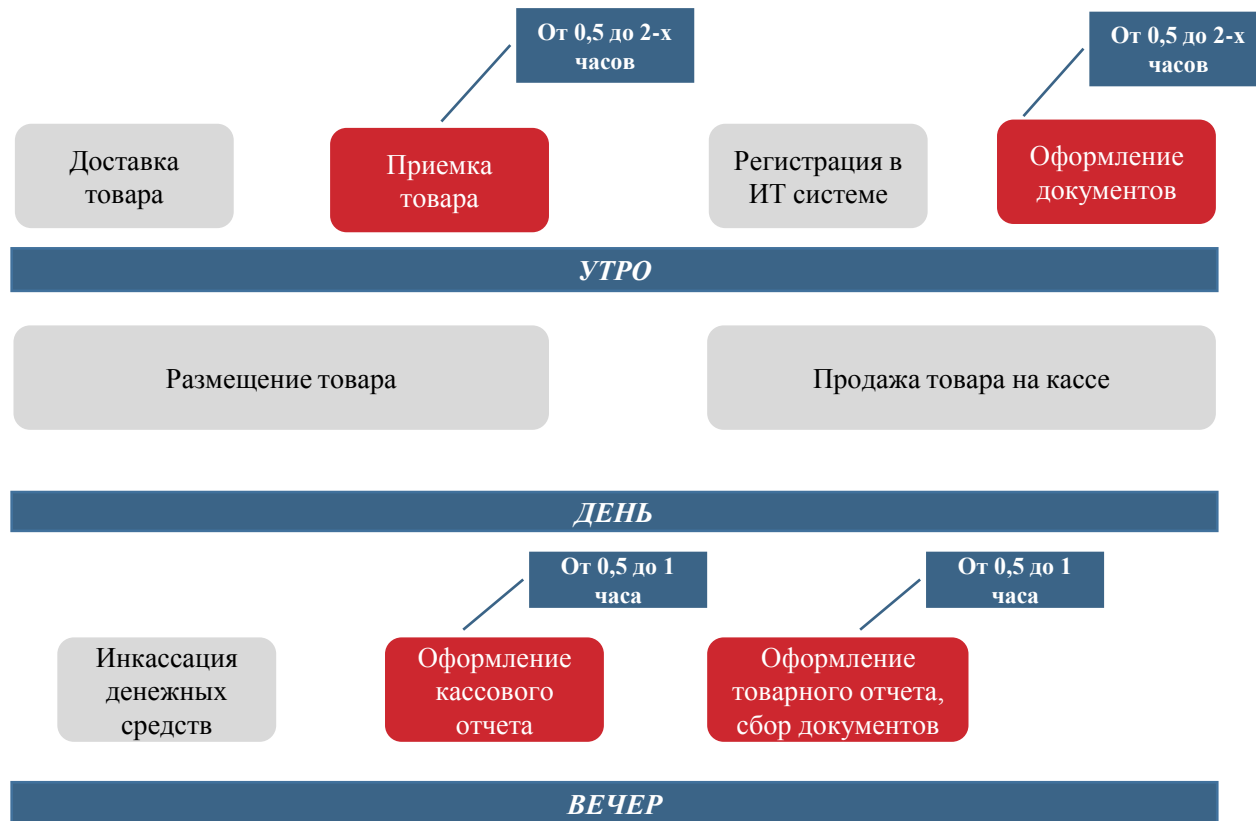 От 0,5 до 2-х
часов
От 0,5 до 2-х
часов
Доставка
товара
Приемка
товара
Регистрация в
ИТ системе
Оформление
документов
УТРО
Размещение товара
Продажа товара на кассе
ДЕНЬ
От 0,5 до 1
часа
От 0,5 до 1
часа
Инкассация
денежных
средств
Оформление
кассового
отчета
Оформление
товарного отчета,
сбор документов
ВЕЧЕР